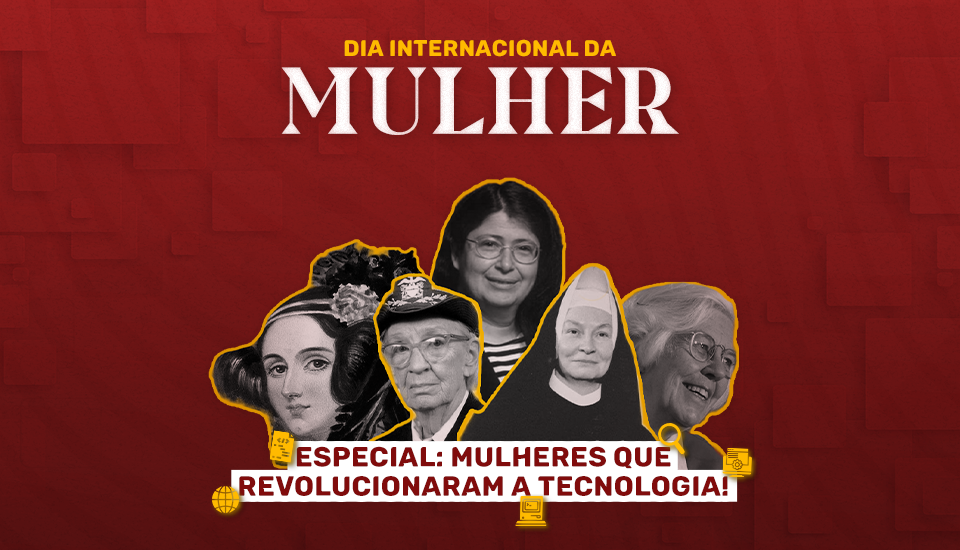 DIA INTERNACIONAL DA
MULHER
ESPECIAL: MULHERES QUE
REVOLUCIONARAM A TECNOLOGIA!